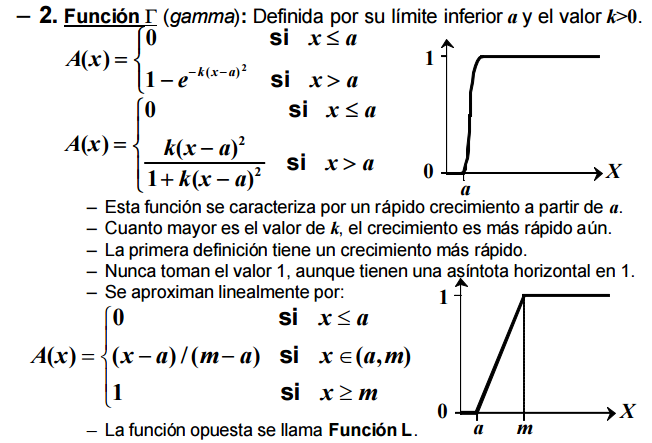 – 2. Función Γ (gamma): Definida por su límite inferior a y el valor k>0.
A(x) = { 0 si x ≤ a
1 − e^{−k(x−a)²} si x > a
A(x) = { 0 si x ≤ a
k(x − a)² / 1 + k(x − a)² si x > a
1
0
a
X
– Esta función se caracteriza por un rápido crecimiento a partir de a.
– Cuanto mayor es el valor de k, el crecimiento es más rápido aún.
– La primera definición tiene un crecimiento más rápido.
– Nunca toman el valor 1, aunque tienen una asíntota horizontal en 1.
– Se aproximan linealmente por:
A(x) = { 0 si x ≤ a
(x − a) / (m − a) si x ∈ (a, m)
1 si x ≥ m
1
0
a m
X
– La función opuesta se llama Función L.